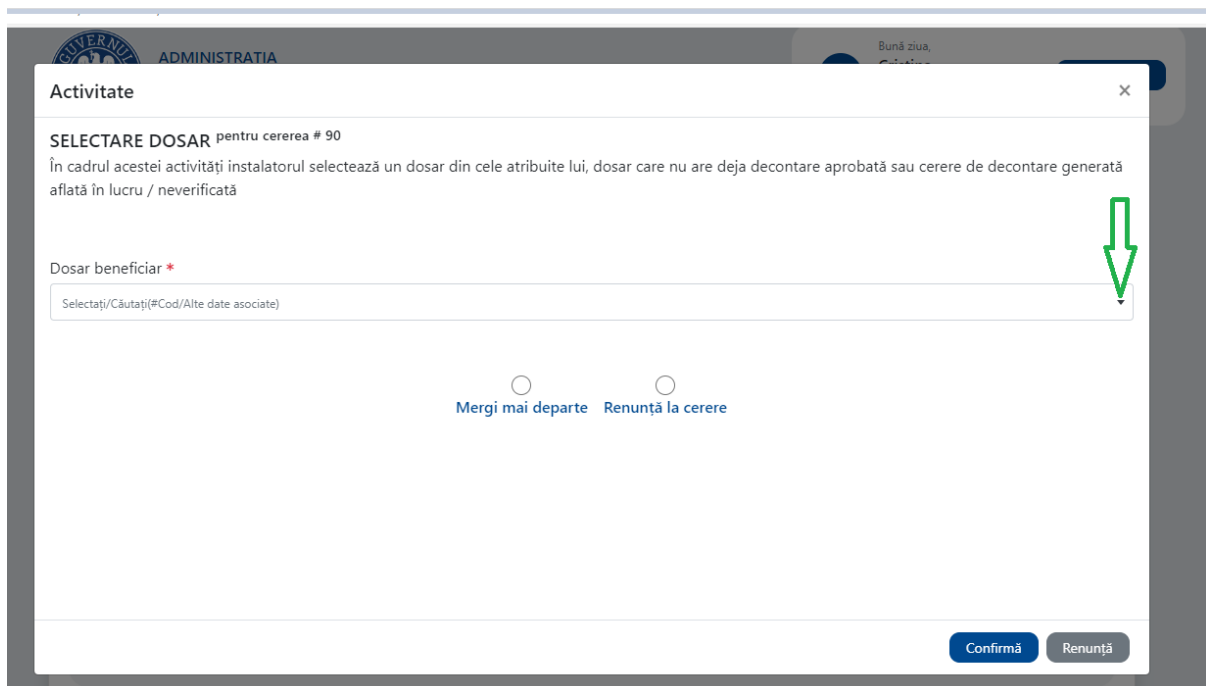 GUVERNUL
ADMINISTRATIA
Bună ziua,
Activitate
×
SELECTARE DOSAR pentru cererea # 90
În cadrul acestei activități instalatorul selectează un dosar din cele atribuite lui, dosar care nu are deja decontare aprobată sau cerere de decontare generată
aflată în lucru / neverificată
Dosar beneficiar *
Selectați/Căutați(#Cod/Alte date asociate)
Mergi mai departe Renunță la cerere
Confirmă Renunță